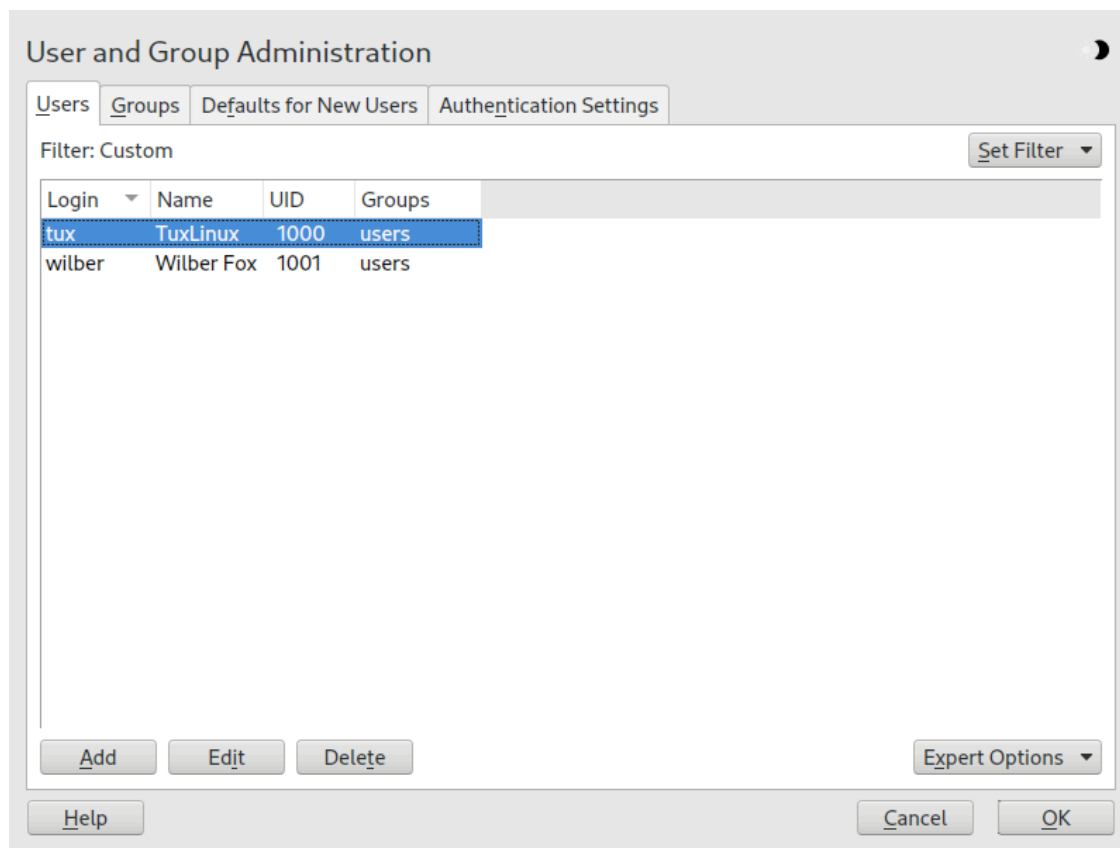 User and Group Administration
Users Groups Defaults for New Users Authentication Settings
Filter: Custom Set Filter
Login Name UID Groups
tux TuxLinux 1000 users
wilber Wilber Fox 1001 users
Add Edit Delete Expert Options
Help Cancel OK